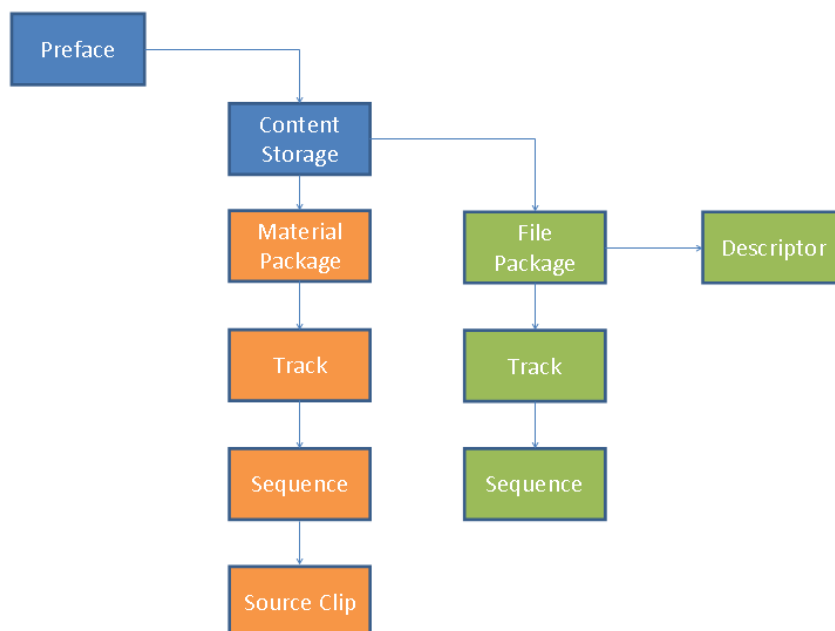 Preface
Content
Storage
Material
Package
File
Package
Descriptor
Track
Track
Sequence
Sequence
Source Clip